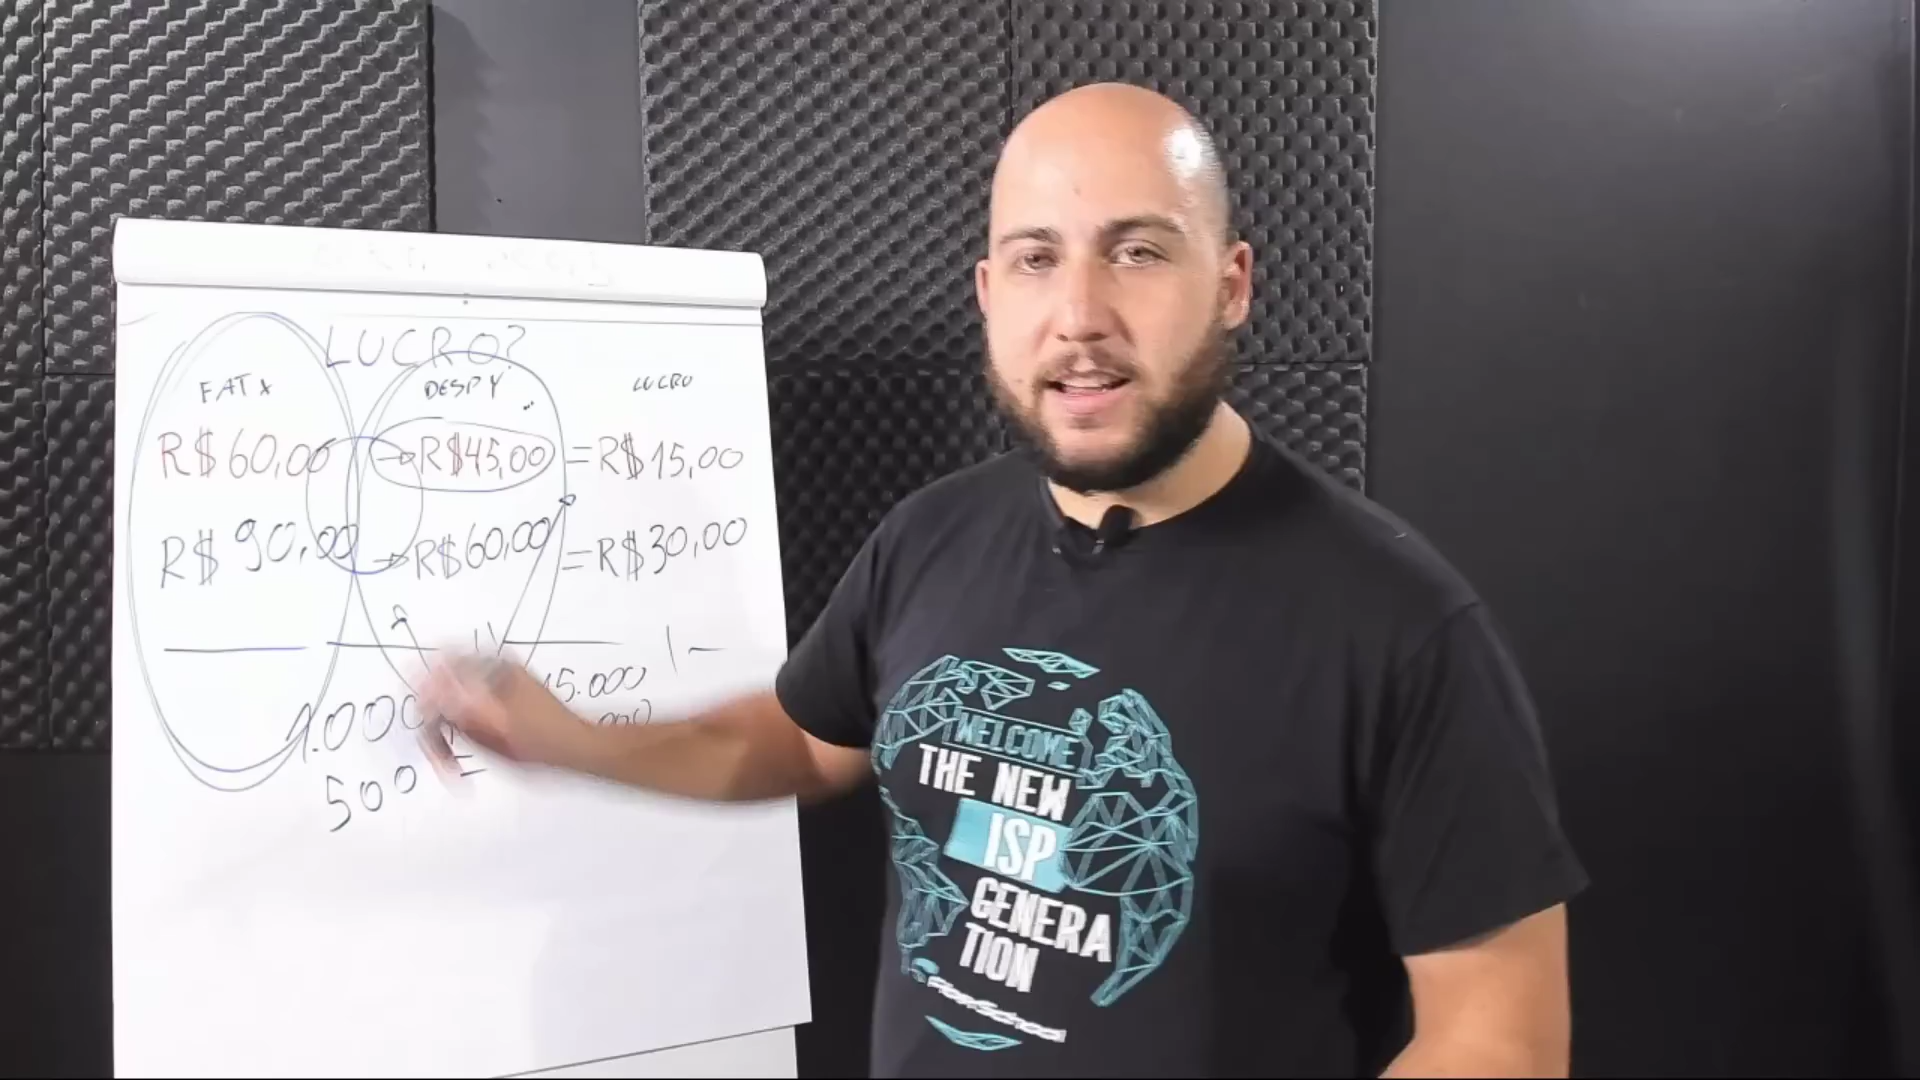 LUCRO?
FAT X DESP Y LUCRO
R$60,00 → R$45,00 = R$15,00
R$90,00 → R$60,00 = R$30,00
1.000 15.000
500 =
WELCOME
THE NEW
ISP
GENERA
TION